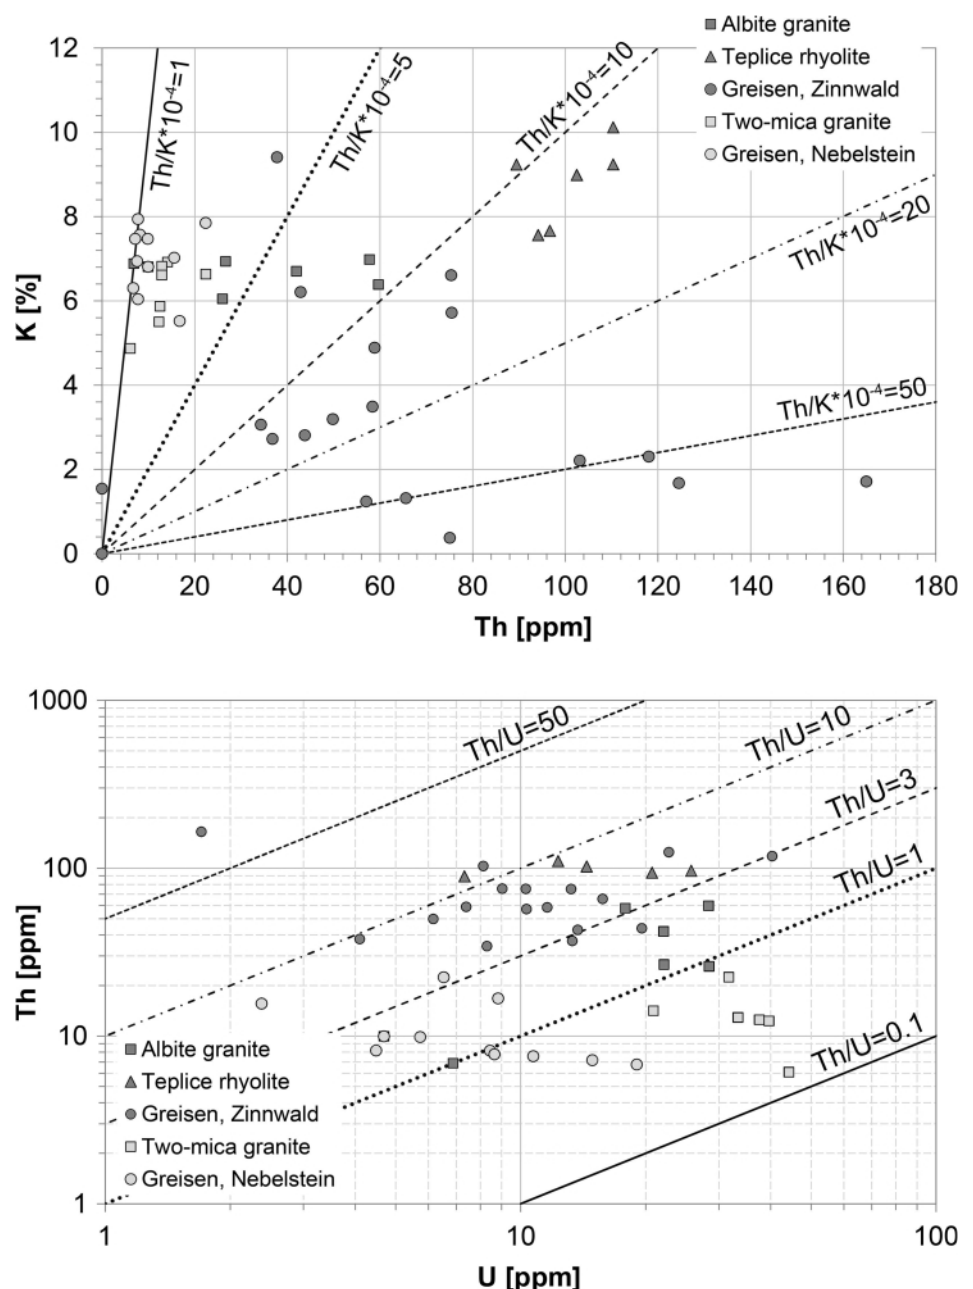 Albite granite
Teplice rhyolite
Greisen, Zinnwald
Two-mica granite
Greisen, Nebelstein
12
10
8
6
4
2
0
K [%]
Th/K*10-4=1
Th/K*10-4=5
Th/K*10-4=10
Th/K*10-4=20
Th/K*10-4=50
0 20 40 60 80 100 120 140 160 180
Th [ppm]
1000
100
10
1
Th [ppm]
Th/U=50
Th/U=10
Th/U=3
Th/U=1
Th/U=0.1
Albite granite
Teplice rhyolite
Greisen, Zinnwald
Two-mica granite
Greisen, Nebelstein
1 10 100
U [ppm]